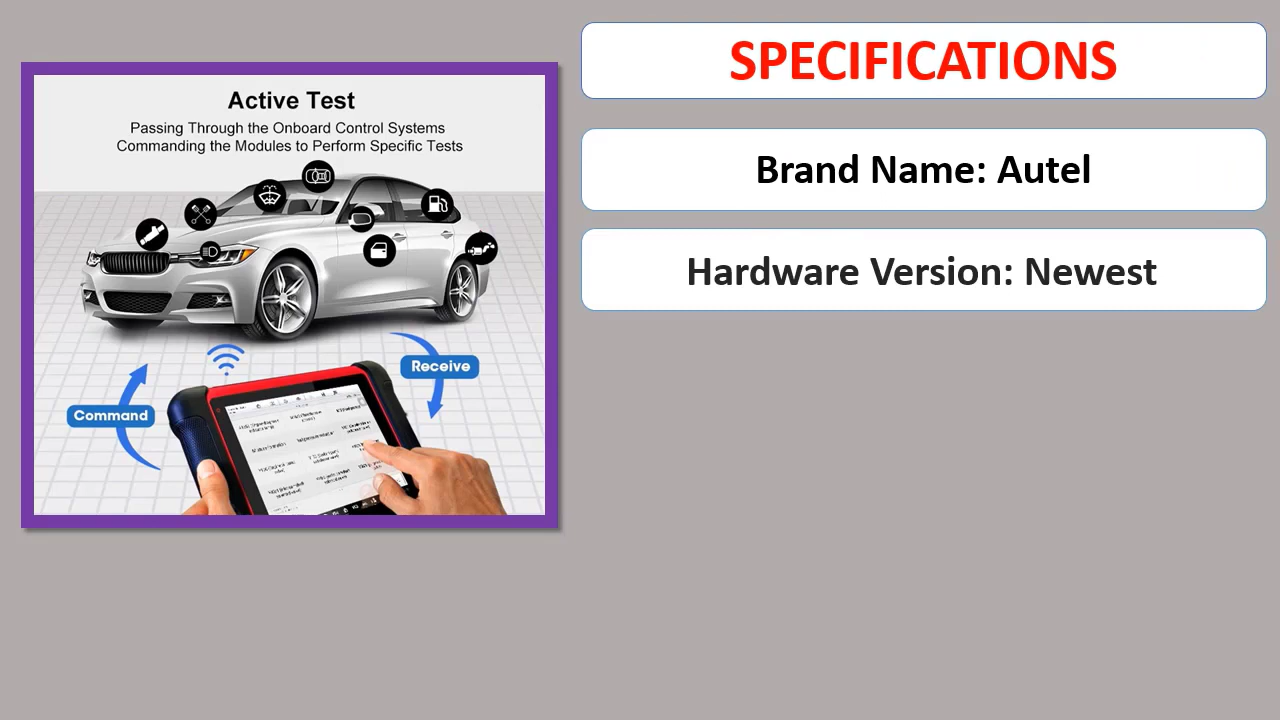 SPECIFICATIONS
Active Test
Passing Through the Onboard Control Systems
Commanding the Modules to Perform Specific Tests
Brand Name: Autel
Hardware Version: Newest
Receive
Command